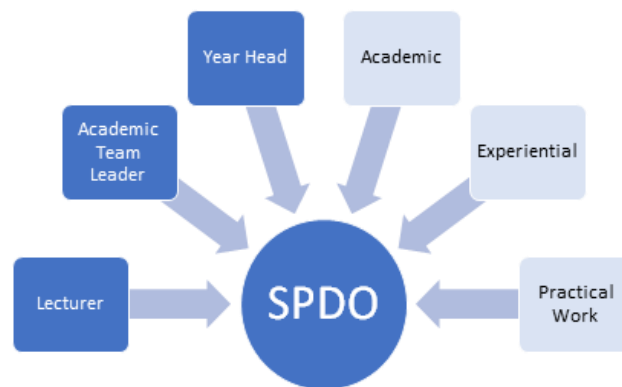 Year Head
Academic
Academic
Team
Leader
Experiential
Lecturer
SPDO
Practical
Work